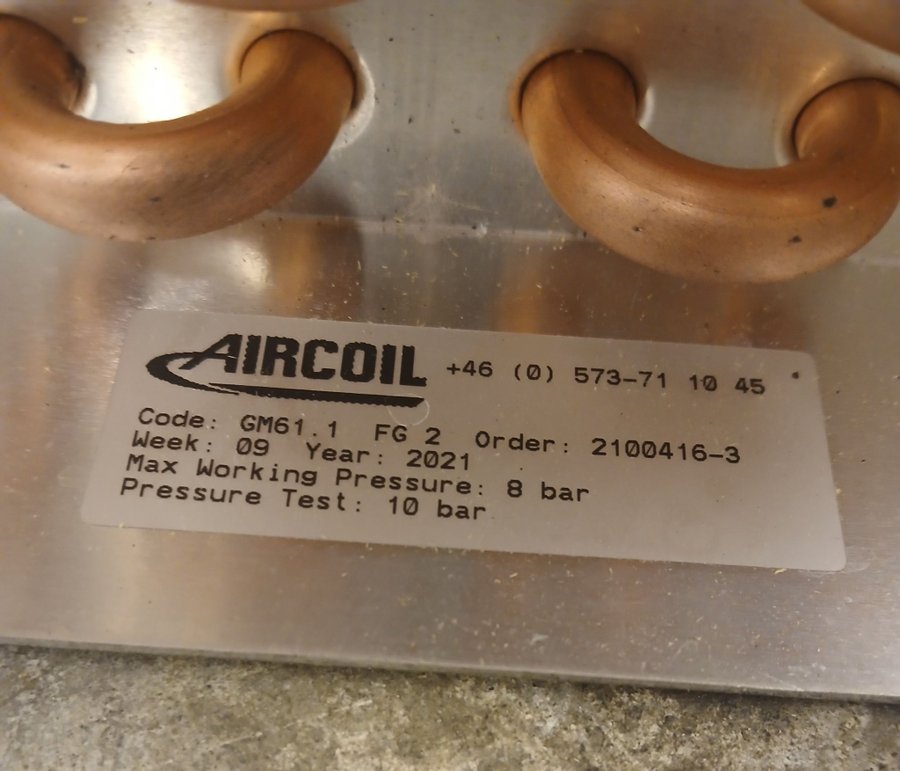 AIRCOIL +46 (0) 573-71 10 45
Code: GM61.1 FG 2 Order: 2100416-3
Week: 09 Year: 2021
Max Working Pressure: 8 bar
Pressure Test: 10 bar